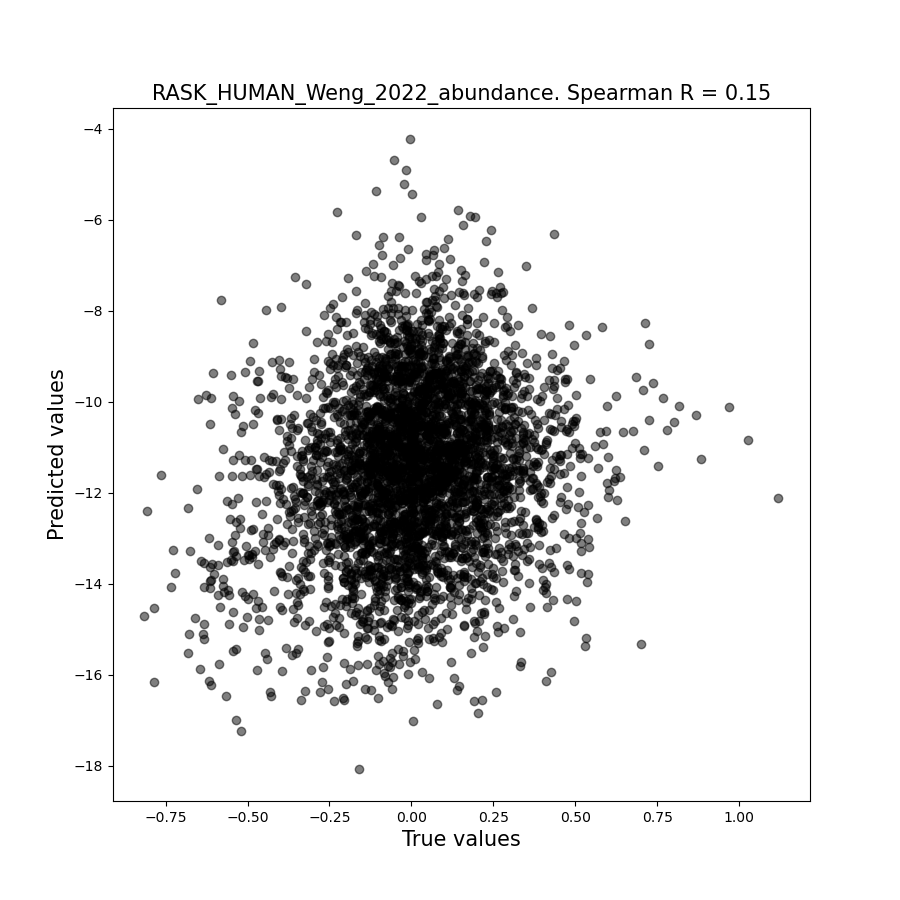 RASK_HUMAN_Weng_2022_abundance. Spearman R = 0.15
−4
−6
−8
−10
−12
−14
−16
−18
Predicted values
−0.75 −0.50 −0.25 0.00 0.25 0.50 0.75 1.00
True values